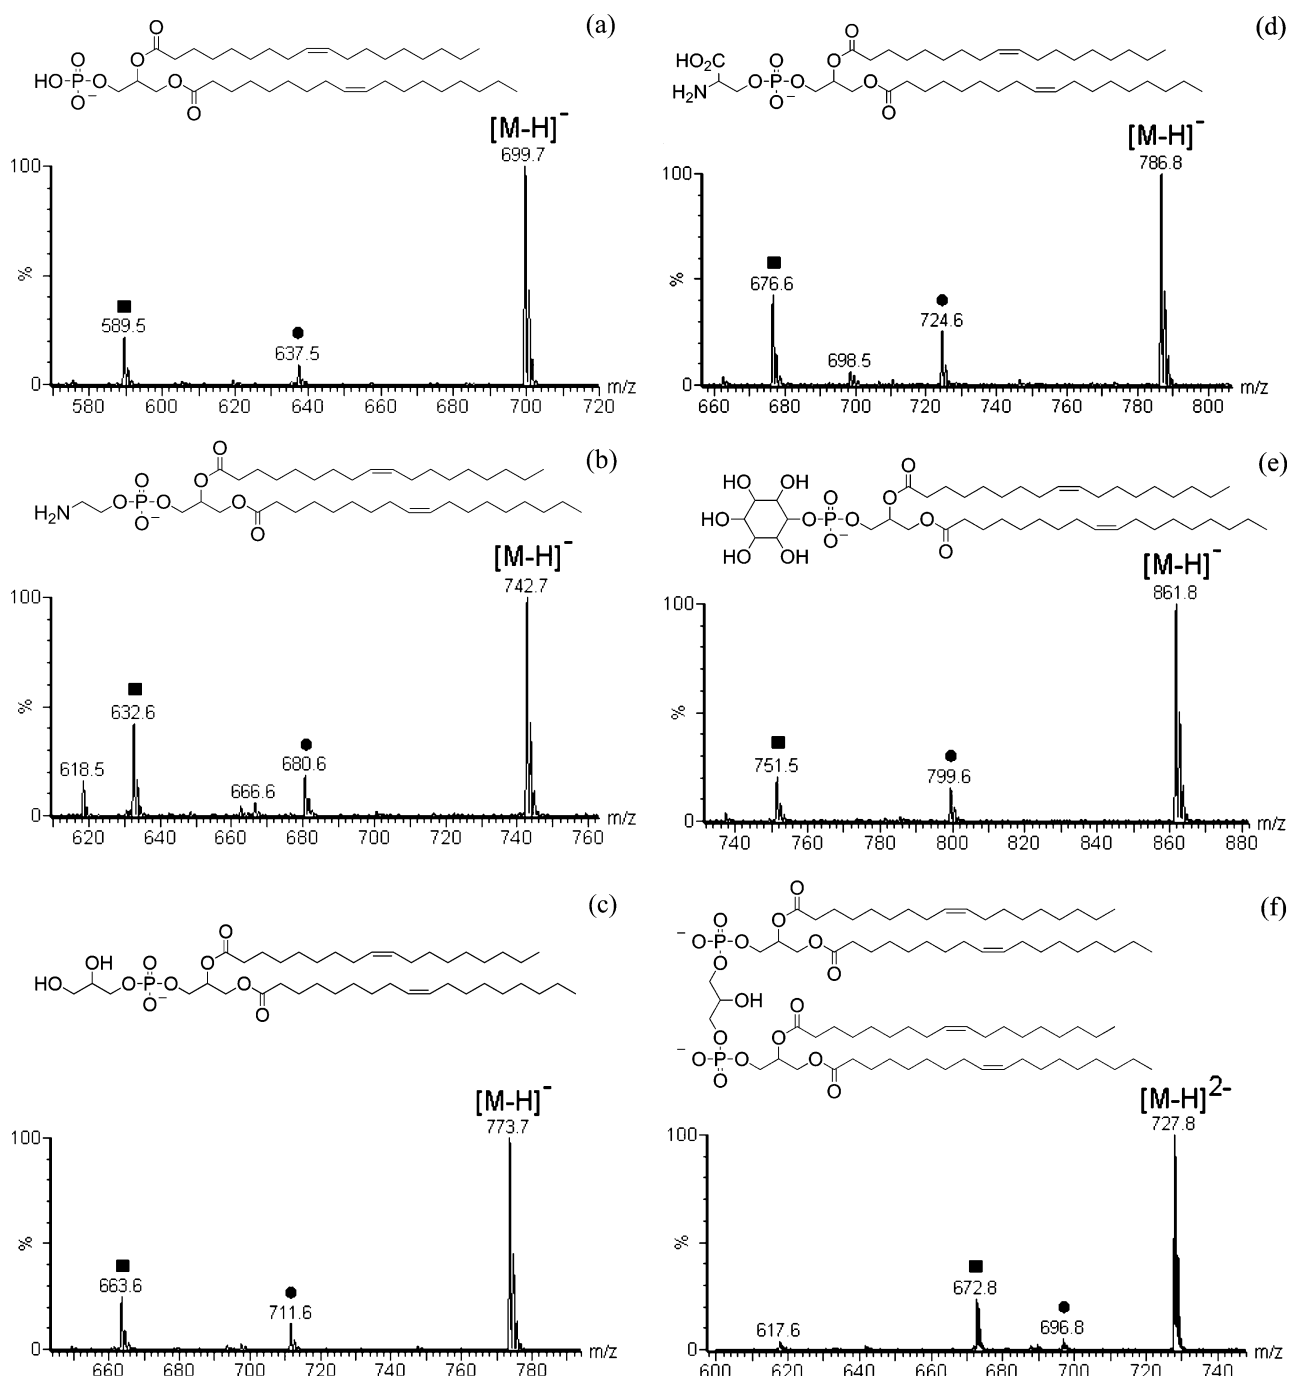 (a)
O
O
O
HO P O O
O⁻ O
[M-H]⁻
699.7
100
%
0
589.5
637.5
580 600 620 640 660 680 700 720 m/z
(d)
O
HO₂C O O
H₂N O P O O
O⁻ O
[M-H]⁻
786.8
100
%
0
676.6
698.5
724.6
660 680 700 720 740 760 780 800 m/z
(b)
O
O O
H₂N O P O O
O⁻ O
[M-H]⁻
742.7
100
%
0
618.5
632.6
666.6
680.6
620 640 660 680 700 720 740 760 m/z
(e)
O
HO OH O O
HO O P O O
HO OH O⁻ O
[M-H]⁻
861.8
100
%
0
751.5
799.6
740 760 780 800 820 840 860 880 m/z
(c)
O
OH O O
HO O P O O
O⁻ O
[M-H]⁻
773.7
100
%
0
663.6
711.6
660 680 700 720 740 760 780 m/z
(f)
O
⁻ O O
O P O O
O O
OH
O O
⁻ O O
O P O O
O O
[M-H]²⁻
727.8
100
%
0
617.6
672.8
696.8
600 620 640 660 680 700 720 740 m/z